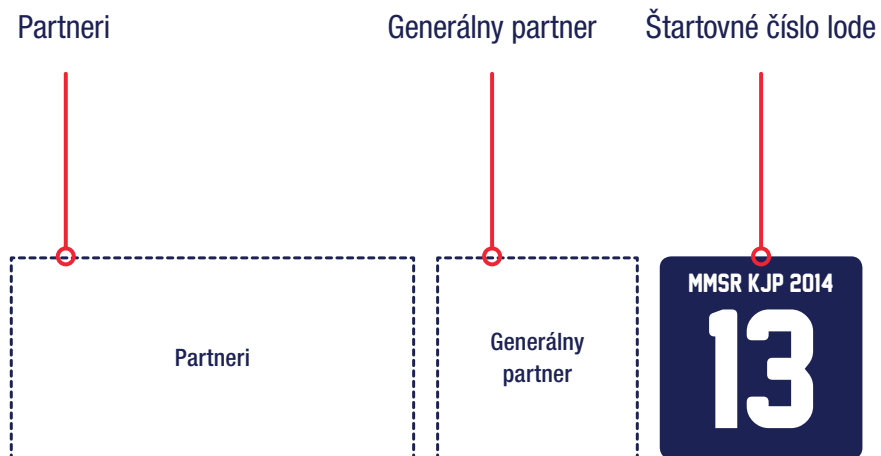 Partneri
Generálny partner
Štartovné číslo lode
Partneri
Generálny
partner
MMSR KJP 2014
13